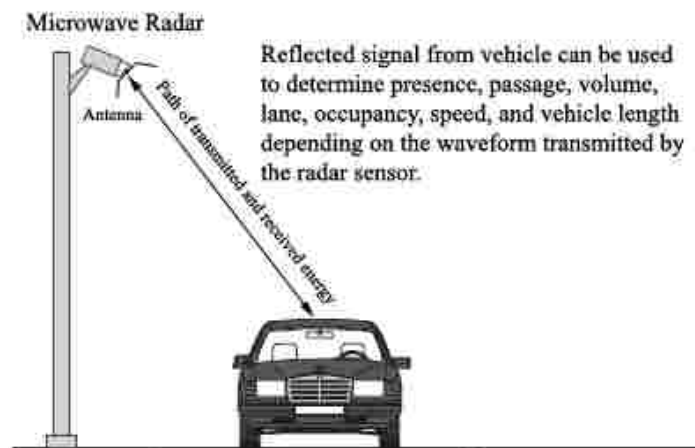 Microwave Radar
Reflected signal from vehicle can be used
to determine presence, passage, volume,
lane, occupancy, speed, and vehicle length
depending on the waveform transmitted by
the radar sensor.
Antenna
Path of transmitted and received energy